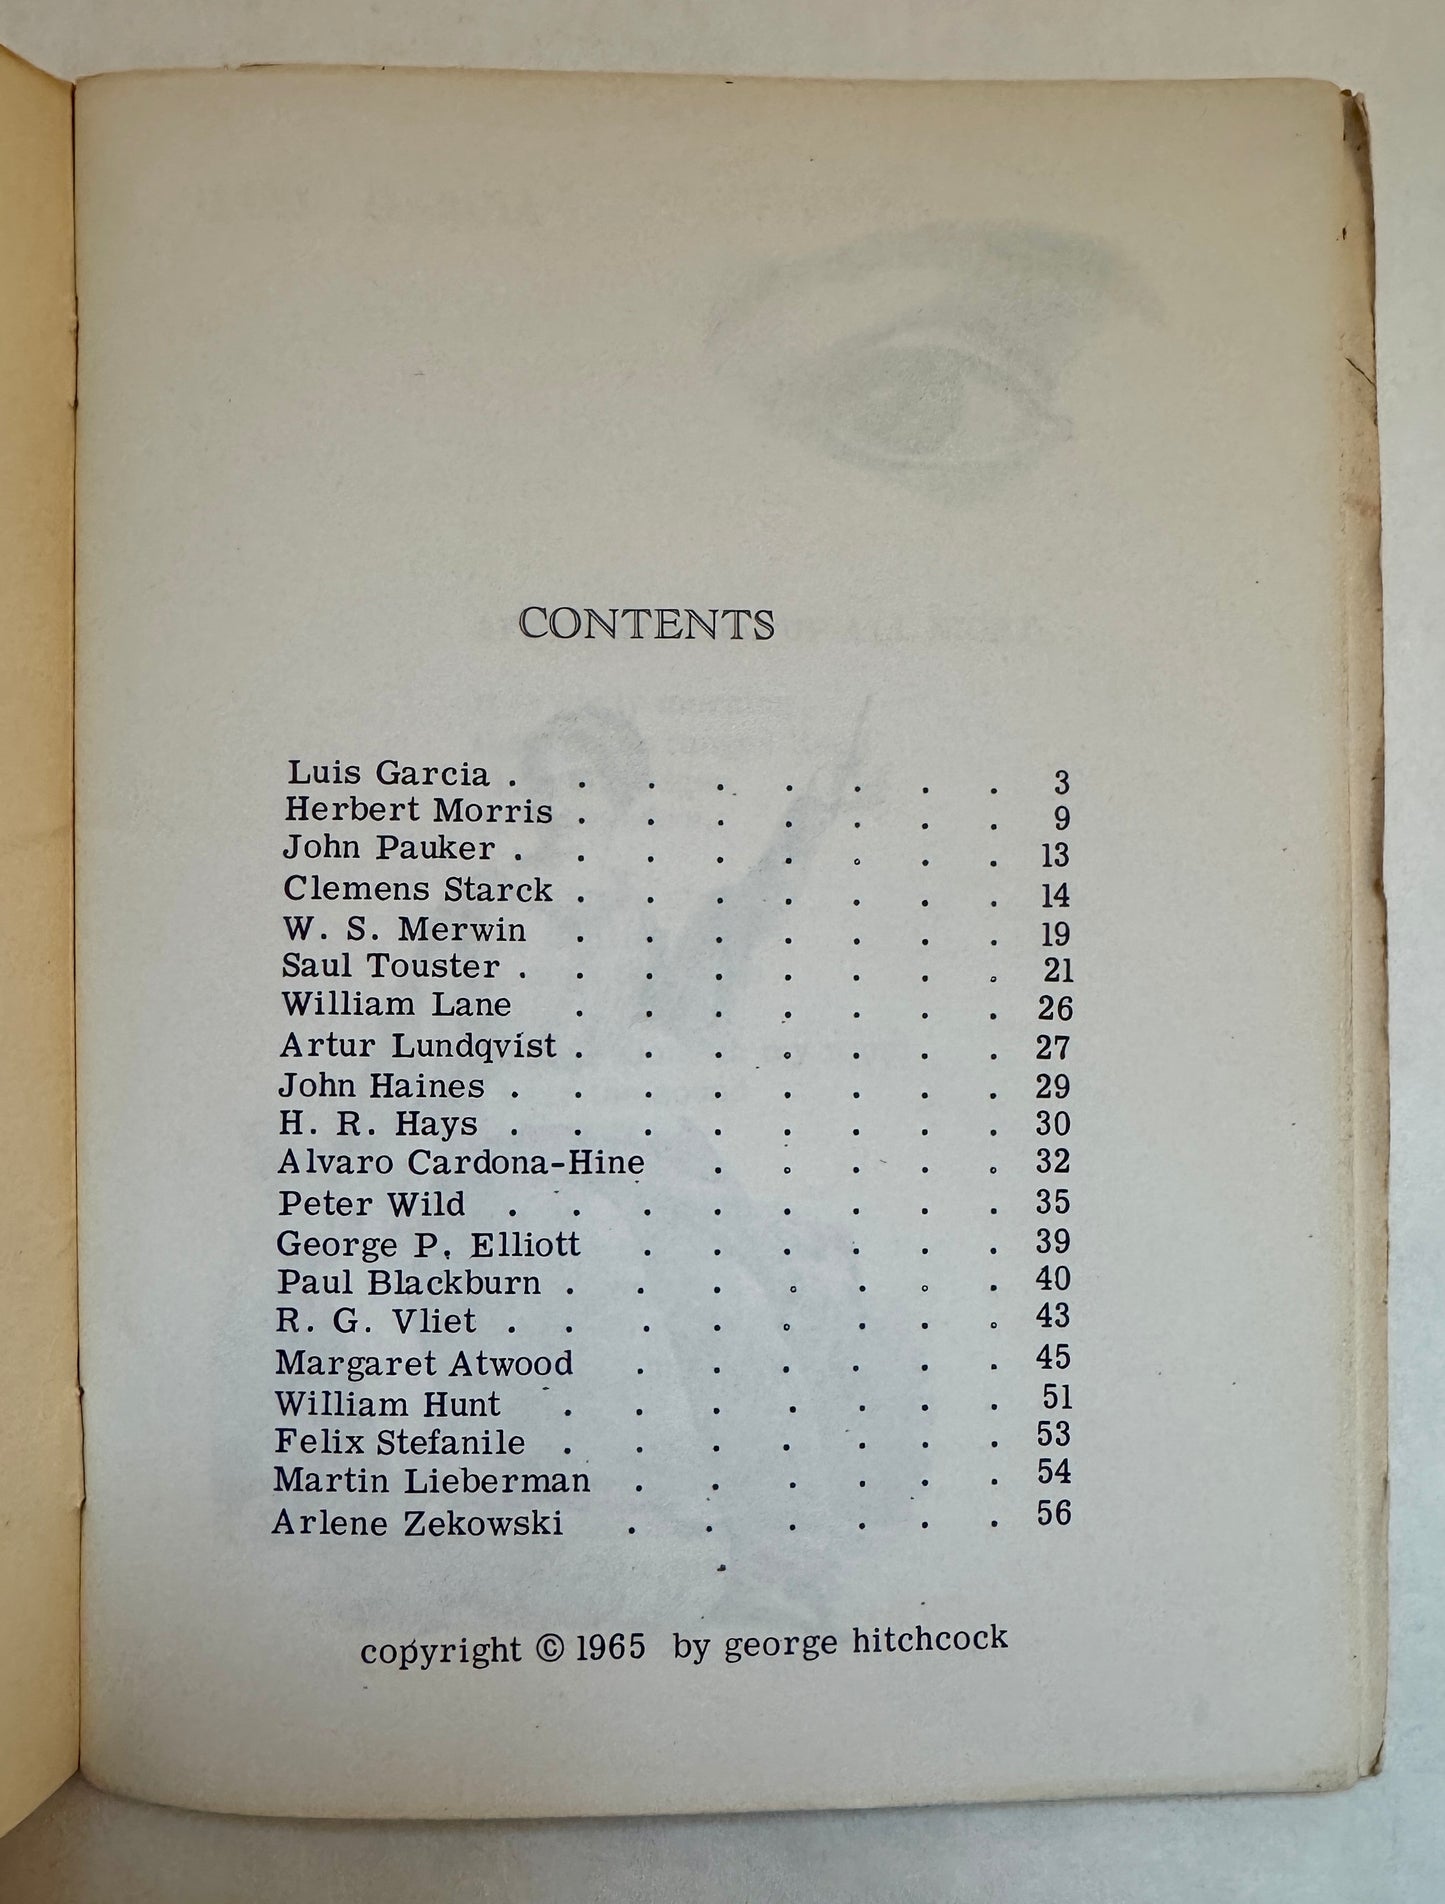 CONTENTS
Luis Garcia . . . . . . . . 3
Herbert Morris . . . . . . . 9
John Pauker . . . . . . . . 13
Clemens Starck . . . . . . . 14
W. S. Merwin . . . . . . . 19
Saul Touster . . . . . . . . 21
William Lane . . . . . . . 26
Artur Lundqvist . . . . . . . 27
John Haines . . . . . . . . 29
H. R. Hays . . . . . . . . 30
Alvaro Cardona-Hine . . . . . 32
Peter Wild . . . . . . . . 35
George P. Elliott . . . . . . 39
Paul Blackburn . . . . . . . 40
R. G. Vliet . . . . . . . . 43
Margaret Atwood . . . . . . 45
William Hunt . . . . . . . 51
Felix Stefanile . . . . . . . 53
Martin Lieberman . . . . . . 54
Arlene Zekowski . . . . . . 56
copyright © 1965 by george hitchcock